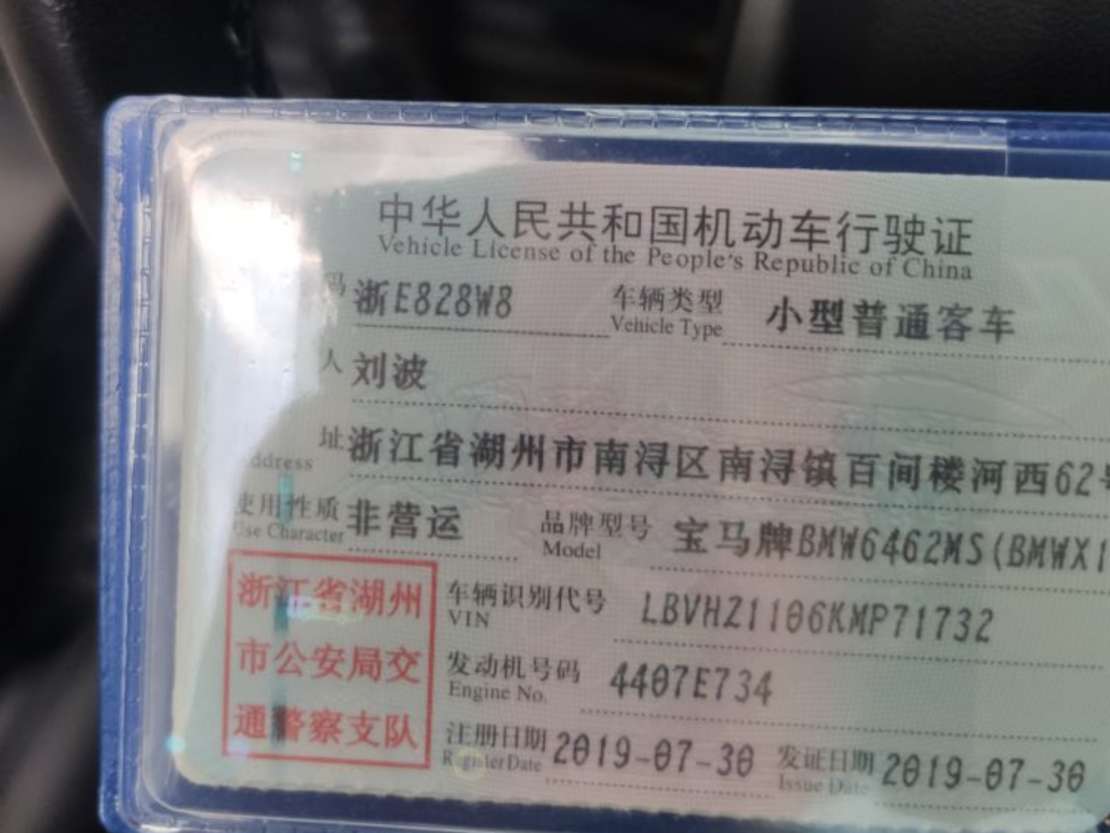 中华人民共和国机动车行驶证
Vehicle License of the People's Republic of China
码 浙E828W8 车辆类型 小型普通客车
Vehicle Type
人 刘波
址 浙江省湖州市南浔区南浔镇百间楼河西62号
Address
使用性质 非营运 品牌型号 宝马牌BMW6462MS(BMWX1
Use Character Model
浙江省湖州
市公安局交
通警察支队
车辆识别代号 LBVHZ1106KMP71732
VIN
发动机号码 4407E734
Engine No.
注册日期 2019-07-30 发证日期 2019-07-30
Register Date Issue Date